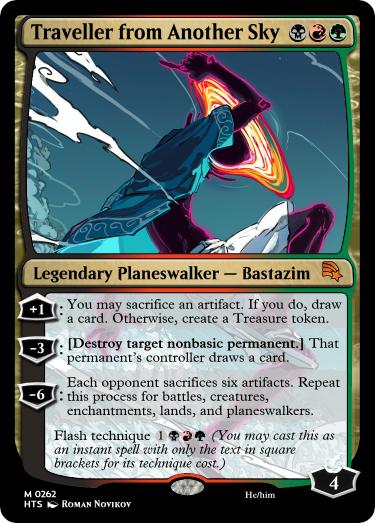 Traveller from Another Sky
Legendary Planeswalker — Bastazim
+1: You may sacrifice an artifact. If you do, draw
a card. Otherwise, create a Treasure token.
-3: [Destroy target nonbasic permanent.] That
permanent's controller draws a card.
-6: Each opponent sacrifices six artifacts. Repeat
this process for battles, creatures,
enchantments, lands, and planeswalkers.
Flash technique 1 (You may cast this
as an instant spell with only the text in square
brackets for its technique cost.)
4
M 0262
HTS ROMAN NOVIKOV
He/him